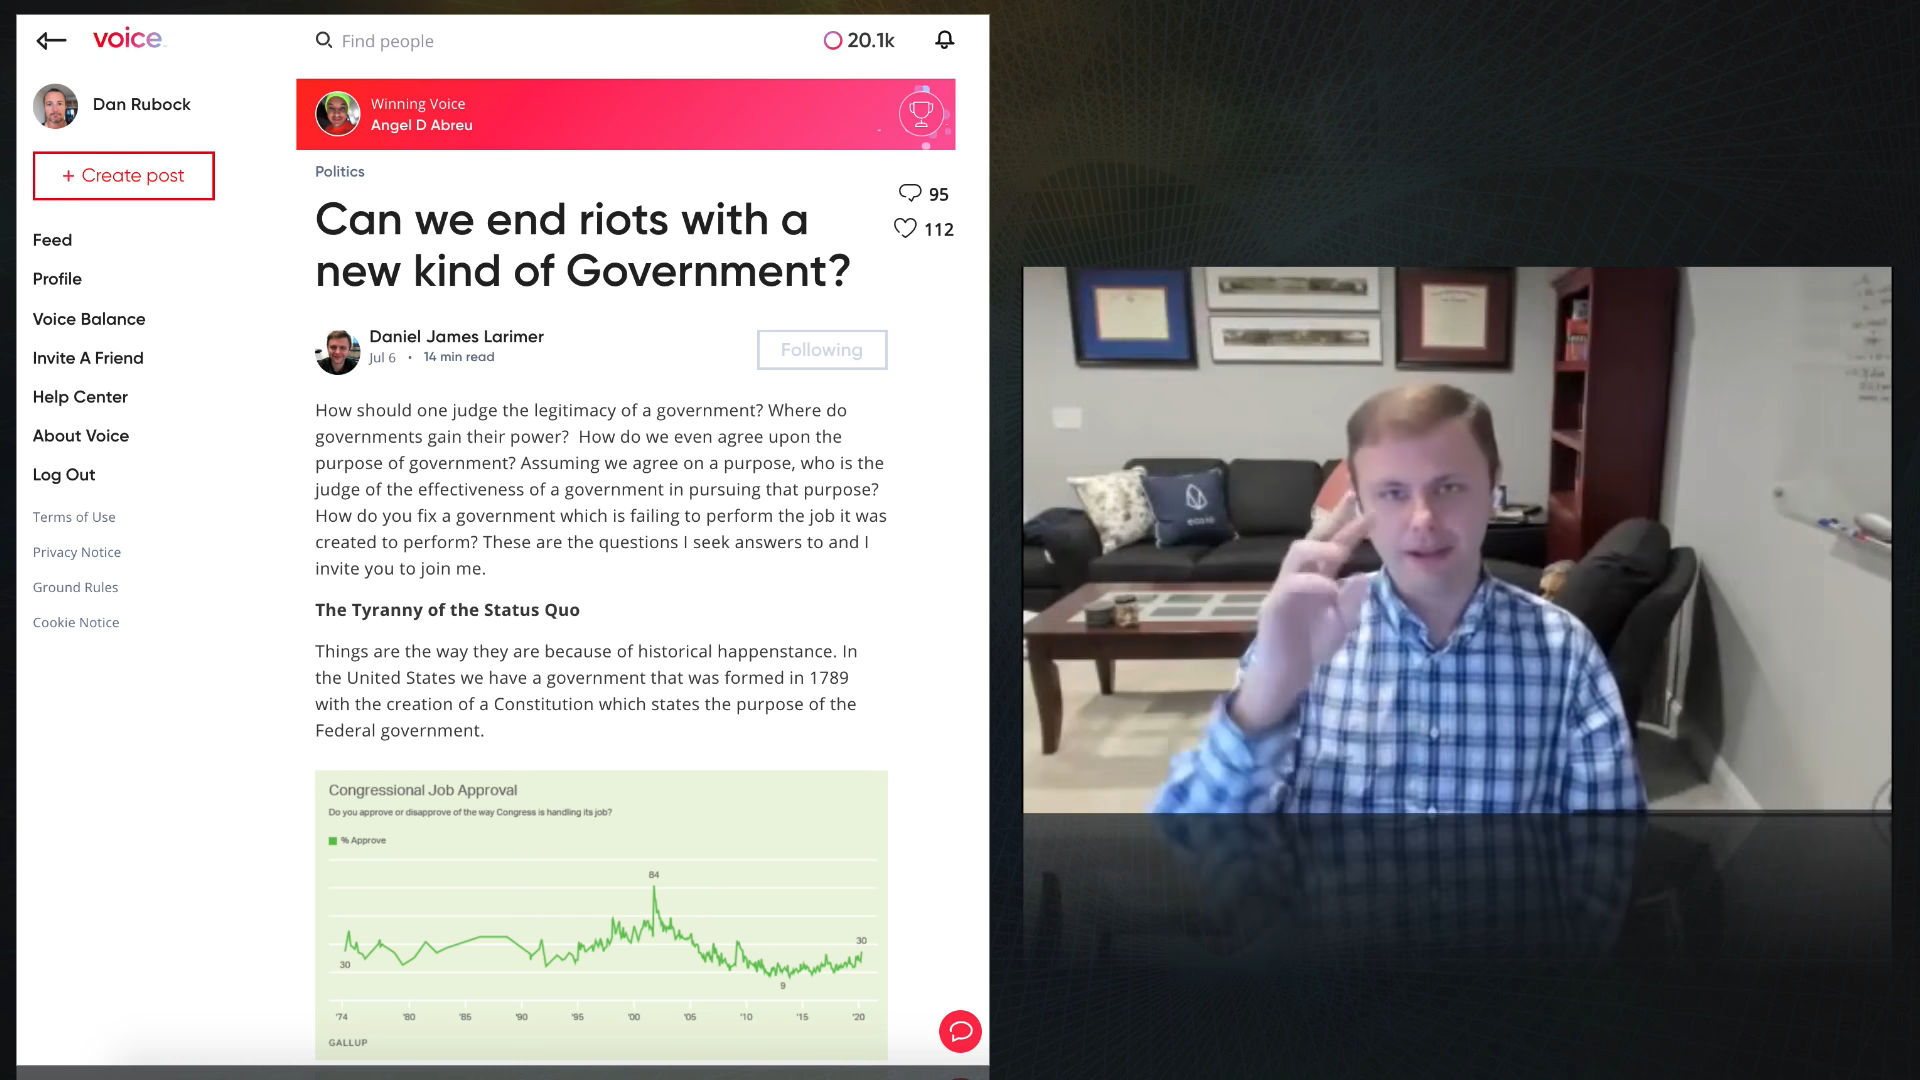 voice
Find people
20.1k
Dan Rubock
+ Create post
Feed
Profile
Voice Balance
Invite A Friend
Help Center
About Voice
Log Out
Terms of Use
Privacy Notice
Ground Rules
Cookie Notice
Winning Voice
Angel D Abreu
Politics
95
112
Can we end riots with a
new kind of Government?
Daniel James Larimer
Jul 6 • 14 min read
Following
How should one judge the legitimacy of a government? Where do
governments gain their power?  How do we even agree upon the
purpose of government? Assuming we agree on a purpose, who is the
judge of the effectiveness of a government in pursuing that purpose?
How do you fix a government which is failing to perform the job it was
created to perform? These are the questions I seek answers to and I
invite you to join me.
The Tyranny of the Status Quo
Things are the way they are because of historical happenstance. In
the United States we have a government that was formed in 1789
with the creation of a Constitution which states the purpose of the
Federal government.
Congressional Job Approval
Do you approve or disapprove of the way Congress is handling its job?
% Approve
84
30
30
9
'74 '80 '85 '90 '95 '00 '05 '10 '15 '20
GALLUP
eosio